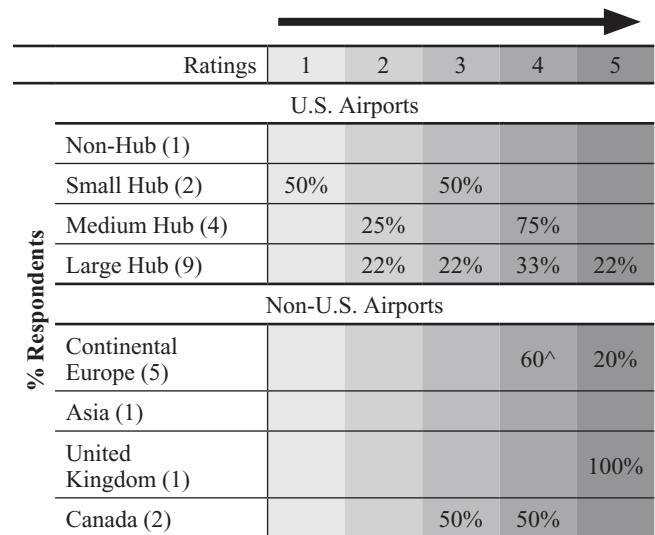 Ratings 1 2 3 4 5
U.S. Airports
% Respondents
Non-Hub (1)
Small Hub (2) 50% 50%
Medium Hub (4) 25% 75%
Large Hub (9) 22% 22% 33% 22%
Non-U.S. Airports
Continental
Europe (5) 60^ 20%
Asia (1)
United
Kingdom (1) 100%
Canada (2) 50% 50%